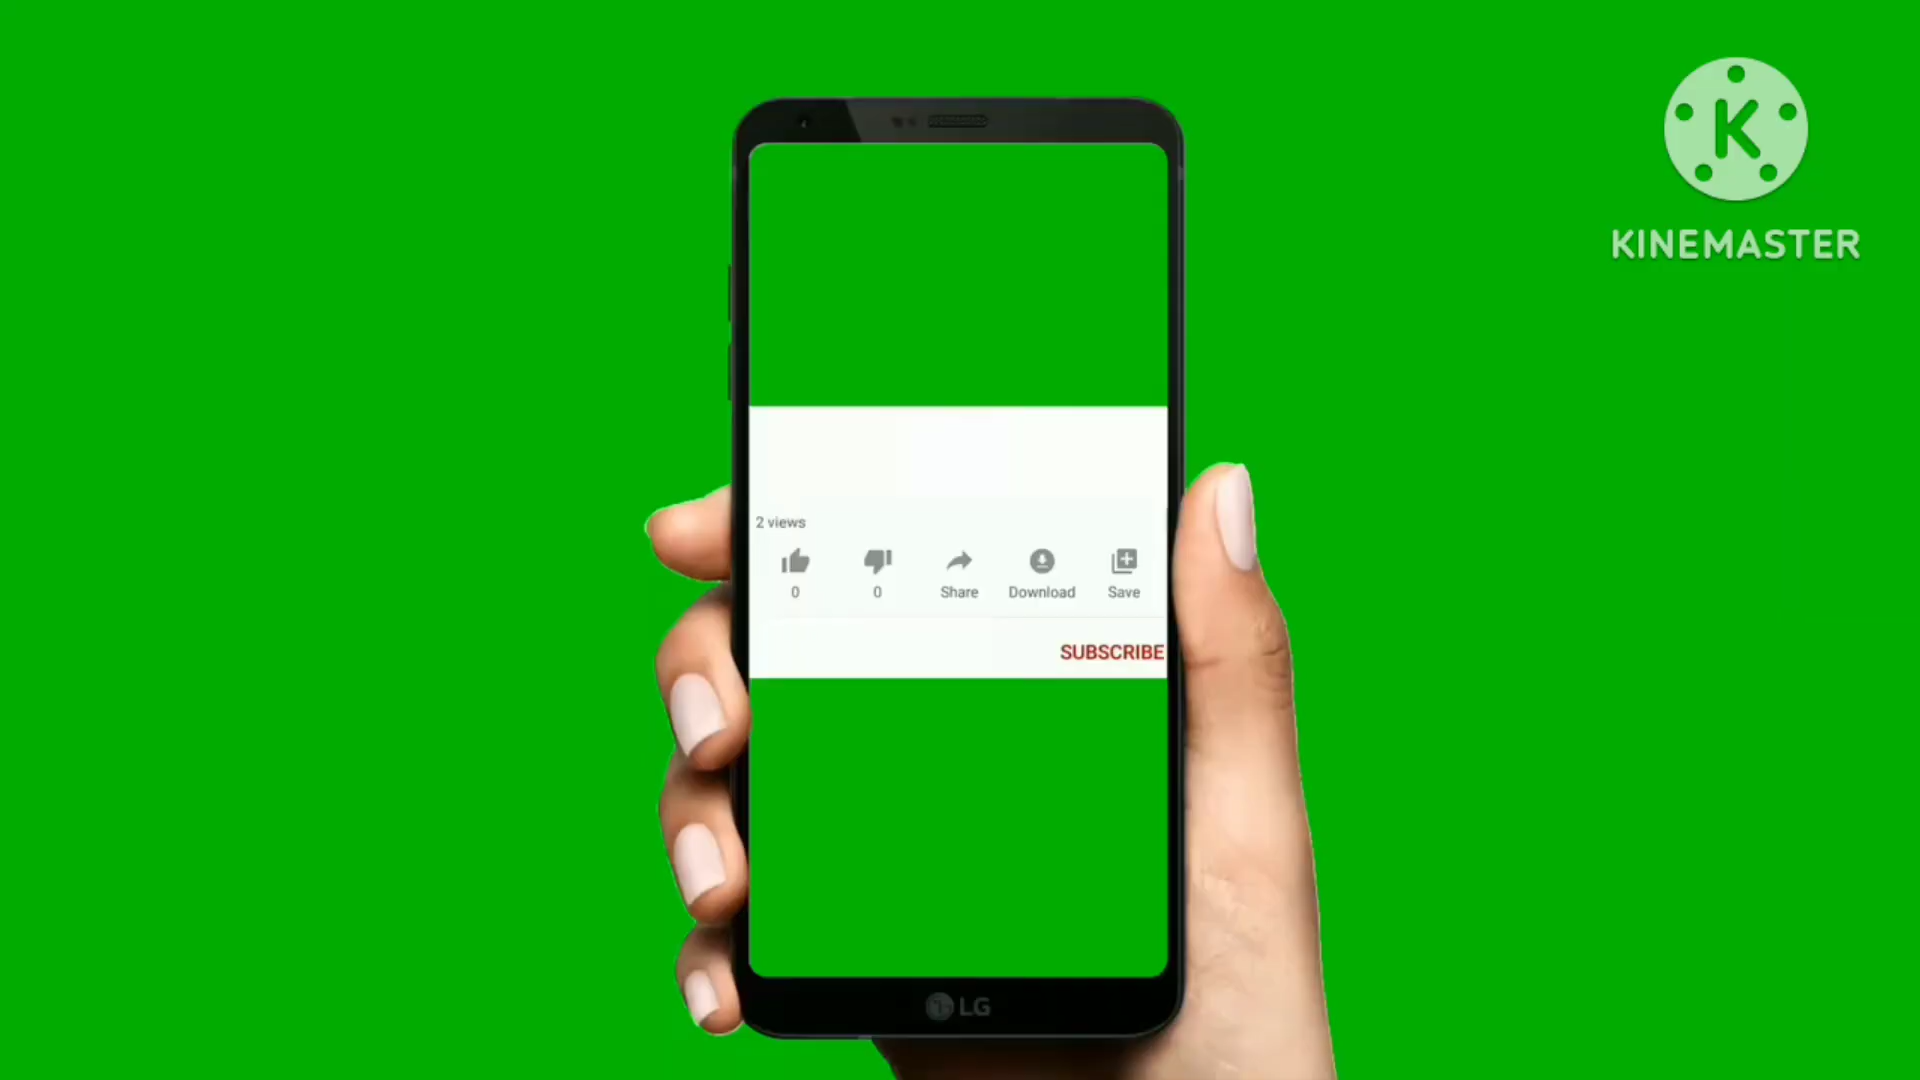 K
KINEMASTER
2 views
0 0 Share Download Save
SUBSCRIBE
LG